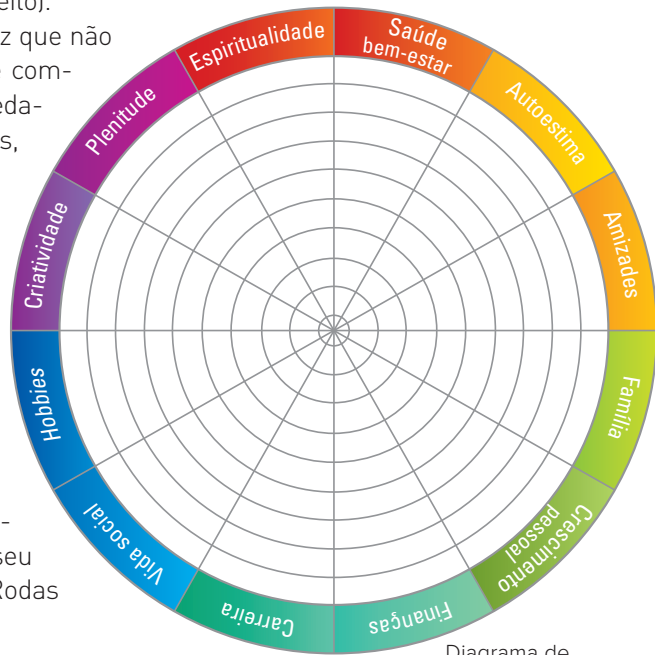 z que não
com-
Espiritualidade
Saúde
bem-estar
Autoestima
Amizades
Família
Crescimento
pessoal
Finanças
Carreira
Vida social
Hobbies
Criatividade
Plenitude
seu
Rodas
Diagrama de